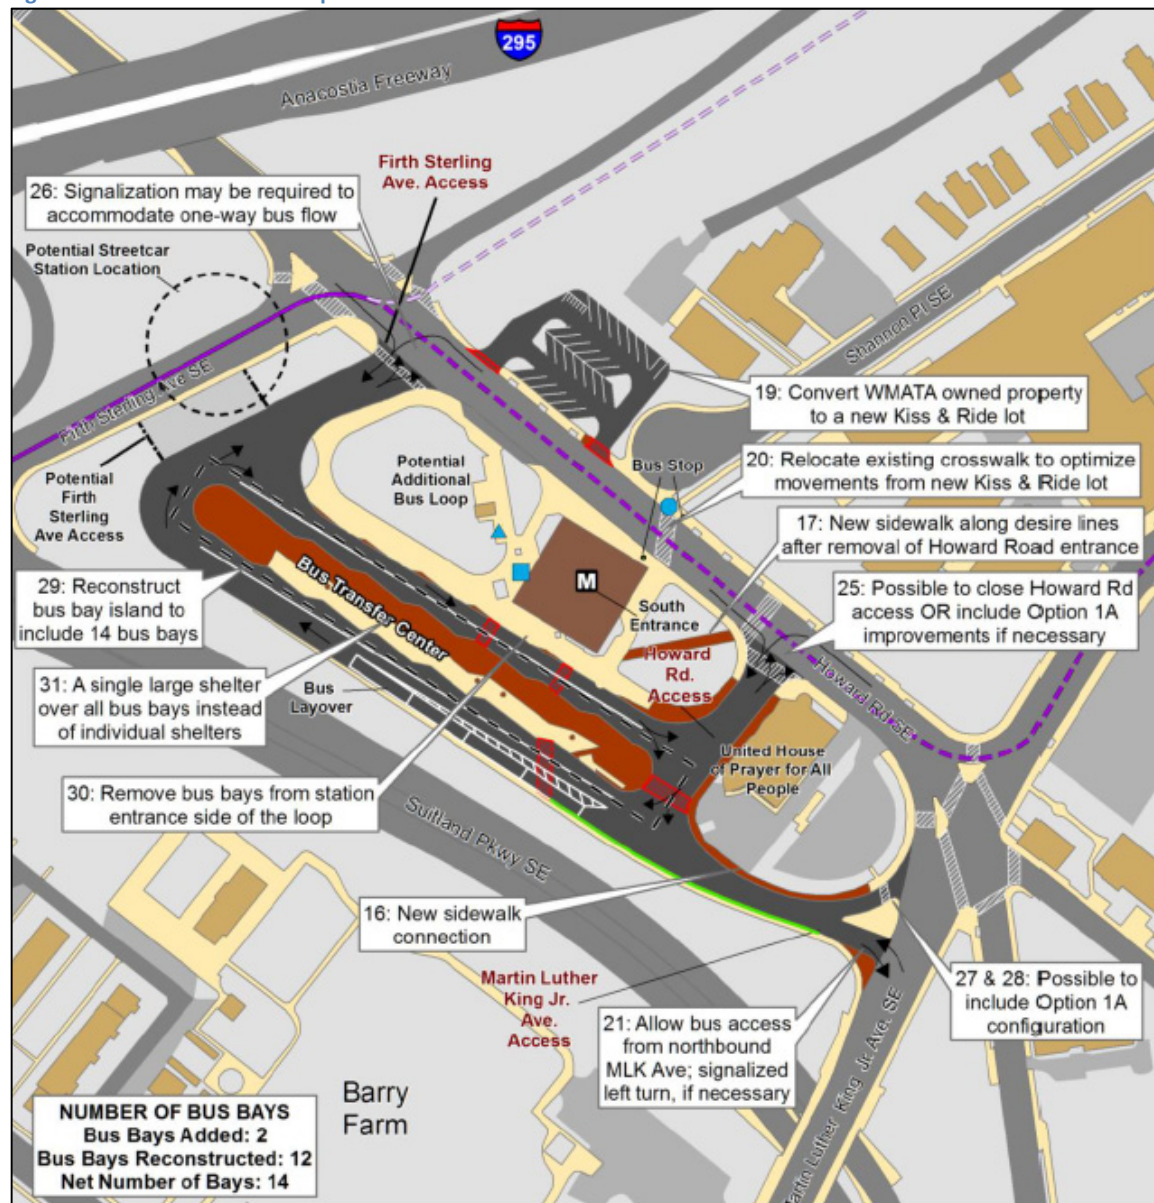 295
Anacostia Freeway
Firth Sterling
Ave. Access
26: Signalization may be required to
accommodate one-way bus flow
Potential Streetcar
Station Location
Shannon Pl SE
Firth Sterling Ave SE
19: Convert WMATA owned property
to a new Kiss & Ride lot
Bus Stop
20: Relocate existing crosswalk to optimize
movements from new Kiss & Ride lot
Potential
Additional
Bus Loop
Potential
Firth
Sterling
Ave Access
17: New sidewalk along desire lines
after removal of Howard Road entrance
29: Reconstruct
bus bay island to
include 14 bus bays
Bus Transfer Center
M
South
Entrance
25: Possible to close Howard Rd
access OR include Option 1A
improvements if necessary
Howard
Rd.
Access
Howard Rd SE
31: A single large shelter
over all bus bays instead
of individual shelters
Bus
Layover
United House
of Prayer for All
People
30: Remove bus bays from station
entrance side of the loop
Suitland Pkwy SE
16: New sidewalk
connection
Martin Luther
King Jr.
Ave.
Access
21: Allow bus access
from northbound
MLK Ave; signalized
left turn, if necessary
27 & 28: Possible to
include Option 1A
configuration
Martin Luther King Jr Ave. SE
Barry
Farm
NUMBER OF BUS BAYS
Bus Bays Added: 2
Bus Bays Reconstructed: 12
Net Number of Bays: 14